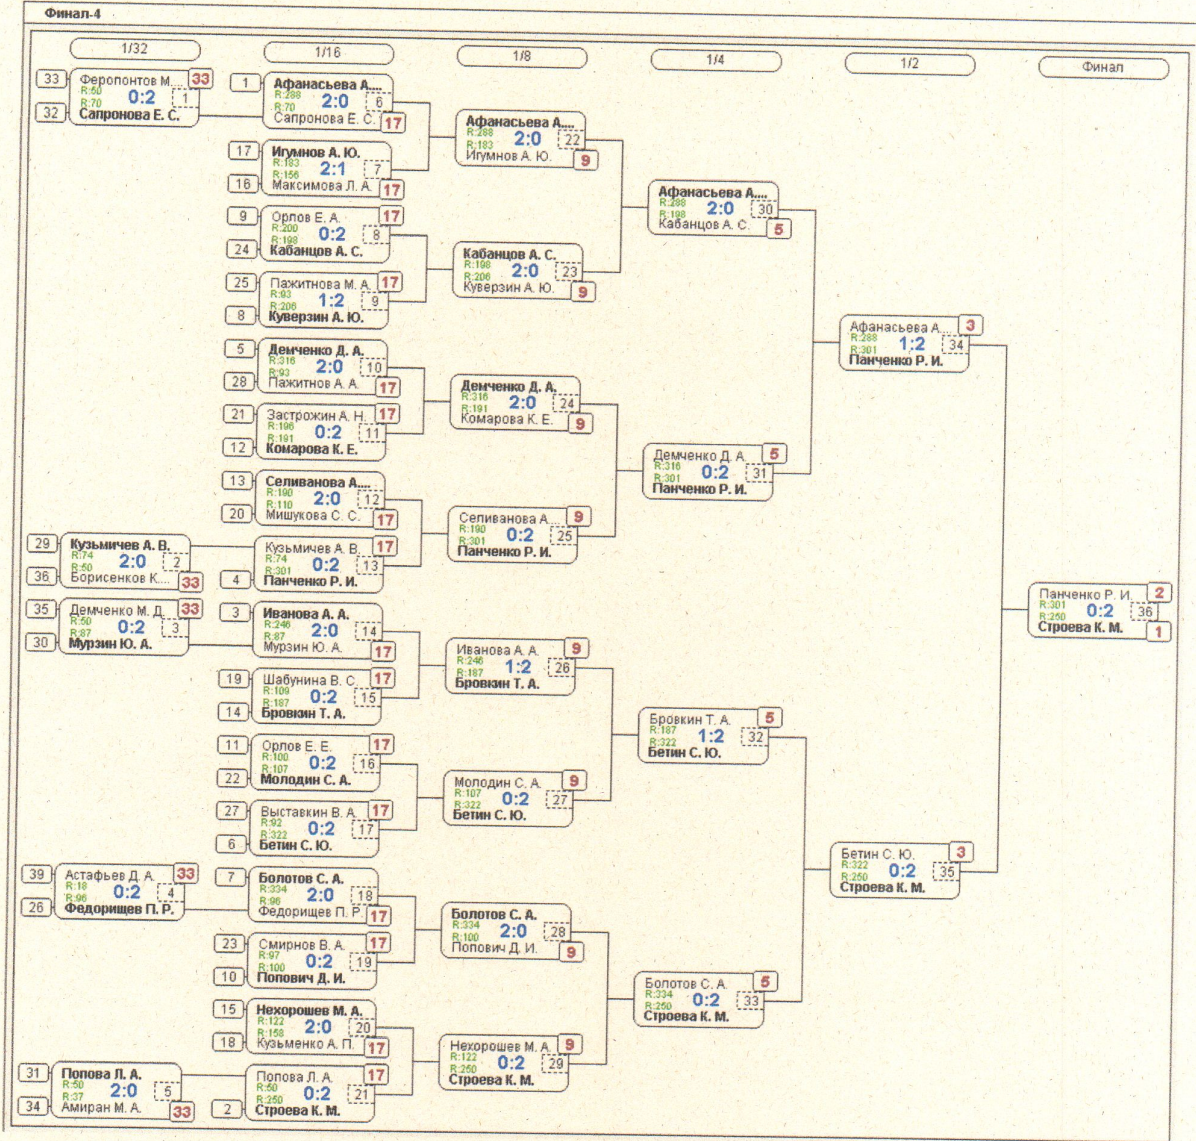 Финал-4
1/32
1/16
1/8
1/4
1/2
Финал
33 Феропонтов М... 33
R:50 R:70 0:2 1
32 Сапронова Е. С.
29 Кузьмичев А. В.
R:74 R:50 2:0 2
36 Борисенков К.... 33
35 Демченко М. Д. 33
R:50 R:87 0:2 3
30 Мурзин Ю. А.
39 Астафьев Д. А. 33
R:18 R:96 0:2 4
26 Федорищев П. Р.
31 Попова Л. А.
R:50 R:37 2:0 5
34 Амиран М. А. 33
1 Афанасьева А....
R:288 R:70 2:0 6
Сапронова Е. С. 17
17 Игумнов А. Ю.
R:183 R:156 2:1 7
16 Максимова Л. А. 17
9 Орлов Е. А. 17
R:200 R:198 0:2 8
24 Кабанцов А. С.
25 Пажитнова М. А. 17
R:93 R:206 1:2 9
8 Куверзин А. Ю.
5 Демченко Д. А.
R:316 R:93 2:0 10
28 Пажитнов А. А. 17
21 Застрожин А. Н. 17
R:196 R:191 0:2 11
12 Комарова К. Е.
13 Селиванова А....
R:190 R:110 2:0 12
20 Мишукова С. С. 17
Кузьмичев А. В. 17
R:74 R:301 0:2 13
4 Панченко Р. И.
3 Иванова А. А.
R:246 R:87 2:0 14
Мурзин Ю. А. 17
19 Шабунина В. С. 17
R:109 R:187 0:2 15
14 Бровкин Т. А.
11 Орлов Е. Е. 17
R:100 R:107 0:2 16
22 Молодин С. А.
27 Выставкин В. А. 17
R:92 R:322 0:2 17
6 Бетин С. Ю.
7 Болотов С. А.
R:334 R:96 2:0 18
Федорищев П. Р. 17
23 Смирнов В. А. 17
R:97 R:100 0:2 19
10 Попович Д. И.
15 Нехорошев М. А.
R:122 R:158 2:0 20
18 Кузьменко А. П. 17
Попова Л. А. 17
R:50 R:250 0:2 21
2 Строева К. М.
Афанасьева А....
R:288 R:183 2:0 22
Игумнов А. Ю. 9
Кабанцов А. С.
R:198 R:206 2:0 23
Куверзин А. Ю. 9
Демченко Д. А.
R:316 R:191 2:0 24
Комарова К. Е. 9
Селиванова А.... 9
R:190 R:301 0:2 25
Панченко Р. И.
Иванова А. А. 9
R:246 R:187 1:2 26
Бровкин Т. А.
Молодин С. А. 9
R:107 R:322 0:2 27
Бетин С. Ю.
Болотов С. А.
R:334 R:100 2:0 28
Попович Д. И. 9
Нехорошев М. А. 9
R:122 R:250 0:2 29
Строева К. М.
Афанасьева А....
R:288 R:198 2:0 30
Кабанцов А. С. 5
Демченко Д. А. 5
R:316 R:301 0:2 31
Панченко Р. И.
Бровкин Т. А. 5
R:187 R:322 1:2 32
Бетин С. Ю.
Болотов С. А. 5
R:334 R:250 0:2 33
Строева К. М.
Афанасьева А.... 3
R:288 R:301 1:2 34
Панченко Р. И.
Бетин С. Ю. 3
R:322 R:250 0:2 35
Строева К. М.
Панченко Р. И. 2
R:301 R:250 0:2 36
Строева К. М. 1